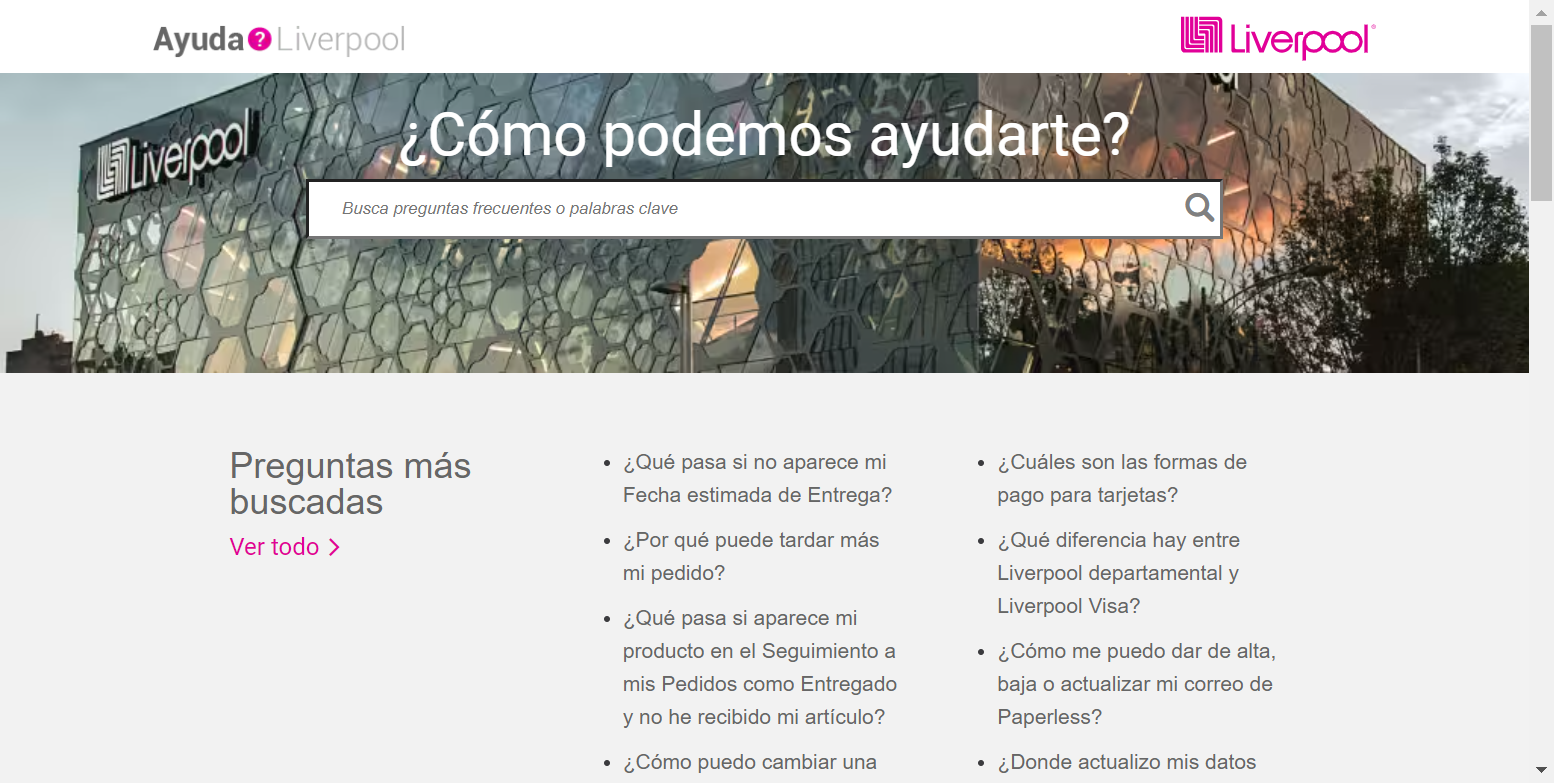 Ayuda?Liverpool
Liverpool®
Liverpool
¿Cómo podemos ayudarte?
Busca preguntas frecuentes o palabras clave
Preguntas más
buscadas
Ver todo
¿Qué pasa si no aparece mi
Fecha estimada de Entrega?
¿Por qué puede tardar más
mi pedido?
¿Qué pasa si aparece mi
producto en el Seguimiento a
mis Pedidos como Entregado
y no he recibido mi artículo?
¿Cómo puedo cambiar una
¿Cuáles son las formas de
pago para tarjetas?
¿Qué diferencia hay entre
Liverpool departamental y
Liverpool Visa?
¿Cómo me puedo dar de alta,
baja o actualizar mi correo de
Paperless?
¿Donde actualizo mis datos